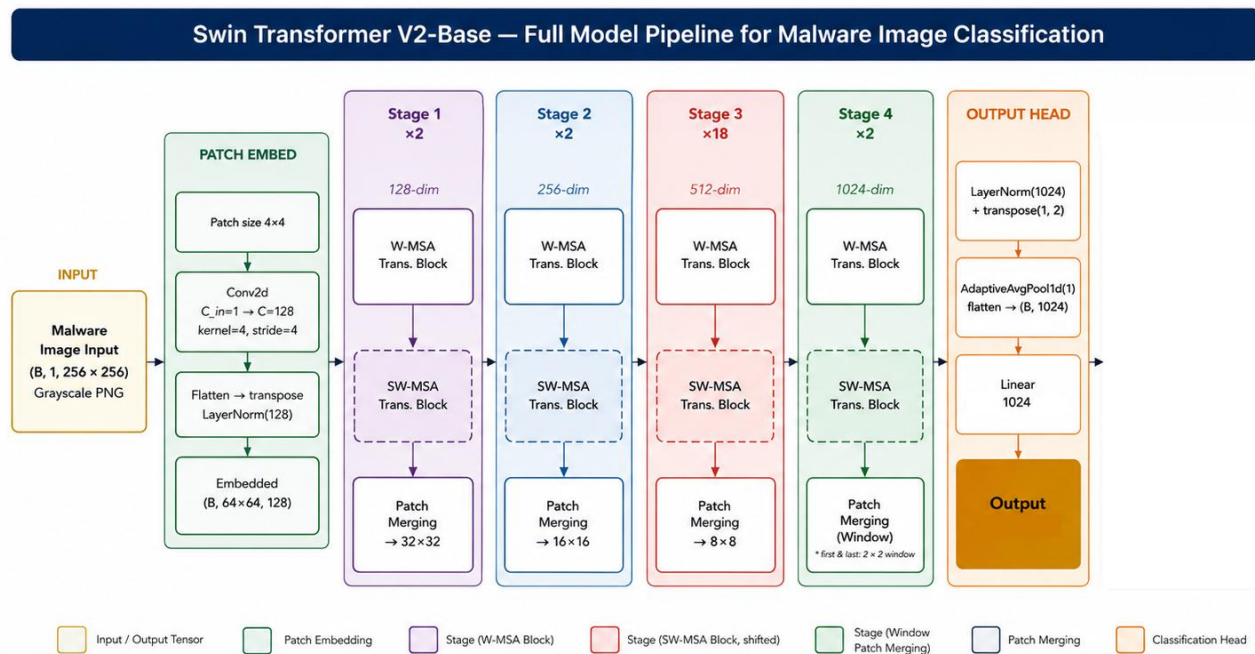 Swin Transformer V2-Base — Full Model Pipeline for Malware Image Classification
INPUT
Malware
Image Input
(B, 1, 256 × 256)
Grayscale PNG
PATCH EMBED
Patch size 4×4
Conv2d
C_in=1 → C=128
kernel=4, stride=4
Flatten → transpose
LayerNorm(128)
Embedded
(B, 64×64, 128)
Stage 1
×2
128-dim
W-MSA
Trans. Block
SW-MSA
Trans. Block
Patch
Merging
→ 32×32
Stage 2
×2
256-dim
W-MSA
Trans. Block
SW-MSA
Trans. Block
Patch
Merging
→ 16×16
Stage 3
×18
512-dim
W-MSA
Trans. Block
SW-MSA
Trans. Block
Patch
Merging
→ 8×8
Stage 4
×2
1024-dim
W-MSA
Trans. Block
SW-MSA
Trans. Block
Patch
Merging
(Window)
* first & last: 2 × 2 window
OUTPUT HEAD
LayerNorm(1024)
+ transpose(1, 2)
AdaptiveAvgPool1d(1)
flatten → (B, 1024)
Linear
1024
Output
Input / Output Tensor
Patch Embedding
Stage (W-MSA Block)
Stage (SW-MSA Block, shifted)
Stage (Window
Patch Merging)
Patch Merging
Classification Head